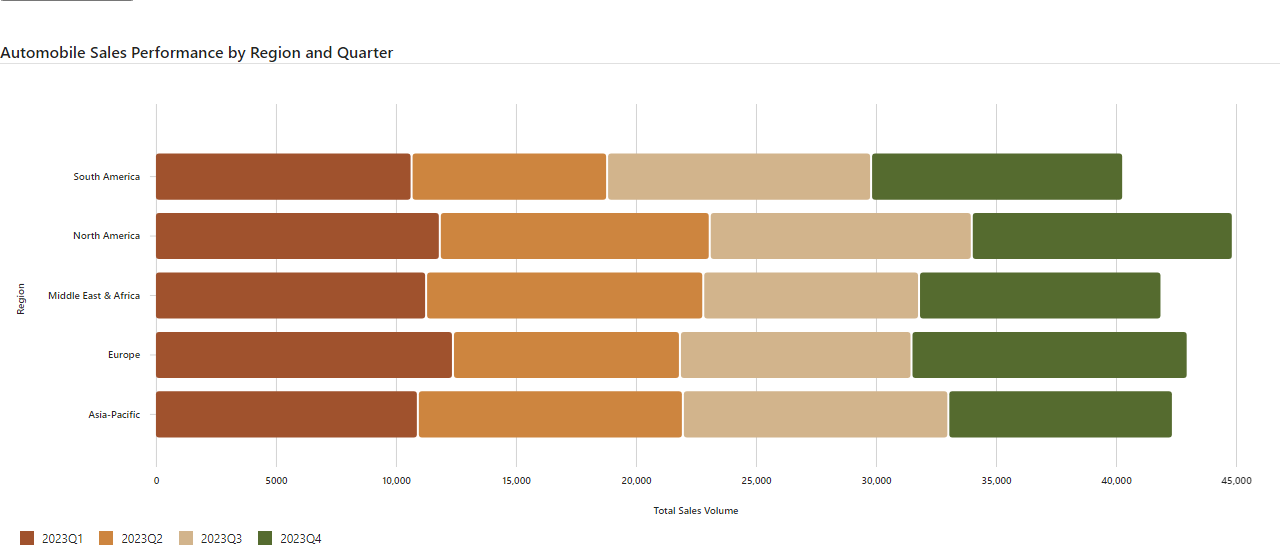 Automobile Sales Performance by Region and Quarter
South America
North America
Middle East & Africa
Europe
Asia-Pacific
Region
0 5000 10,000 15,000 20,000 25,000 30,000 35,000 40,000 45,000
Total Sales Volume
2023Q1 2023Q2 2023Q3 2023Q4